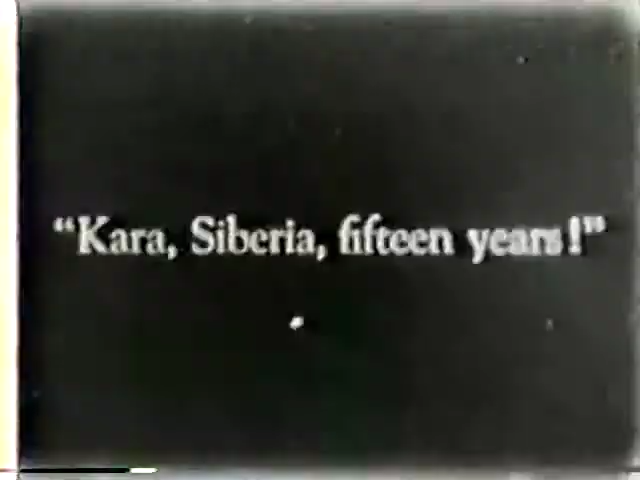 “Kara, Siberia, fifteen years!”